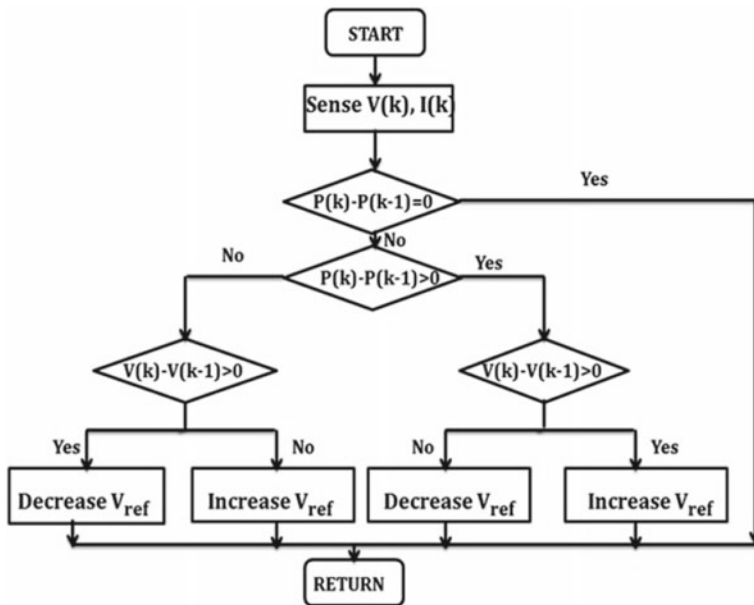 START
Sense V(k), I(k)
P(k)-P(k-1)=0
Yes
No
P(k)-P(k-1)>0
No
Yes
V(k)-V(k-1)>0
V(k)-V(k-1)>0
Yes
No
No
Yes
Decrease Vref
Increase Vref
Decrease Vref
Increase Vref
RETURN